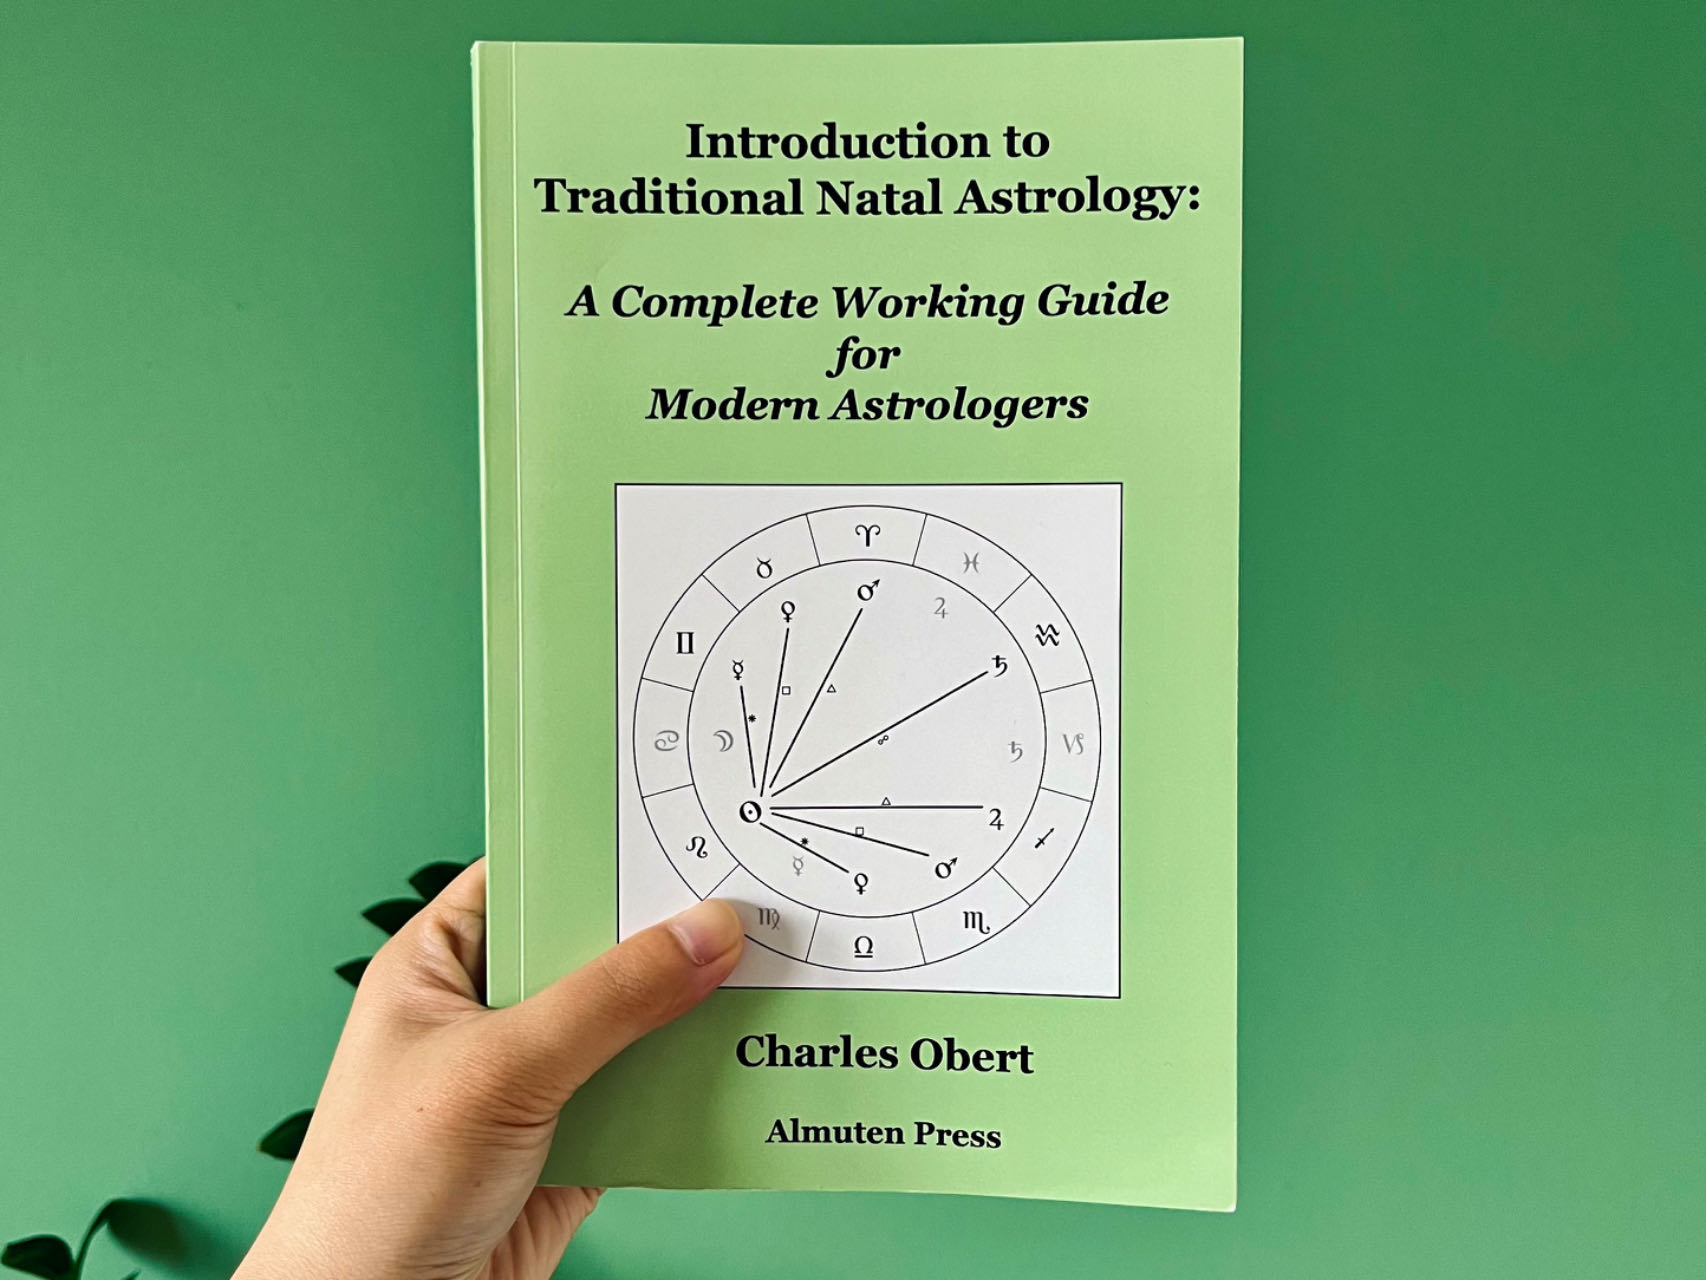 Introduction to
Traditional Natal Astrology:
A Complete Working Guide
for
Modern Astrologers
♈
♉ ♓
♂
♀ ♃
♊ ♒
☿ ♄
□ △
⚹
♋ ☽ ☍ ♄ ♑
☉ △ ♃
□
♌ ⚹ ♐
☿ ♀ ♂
♍ ♏
♎
Charles Obert
Almuten Press